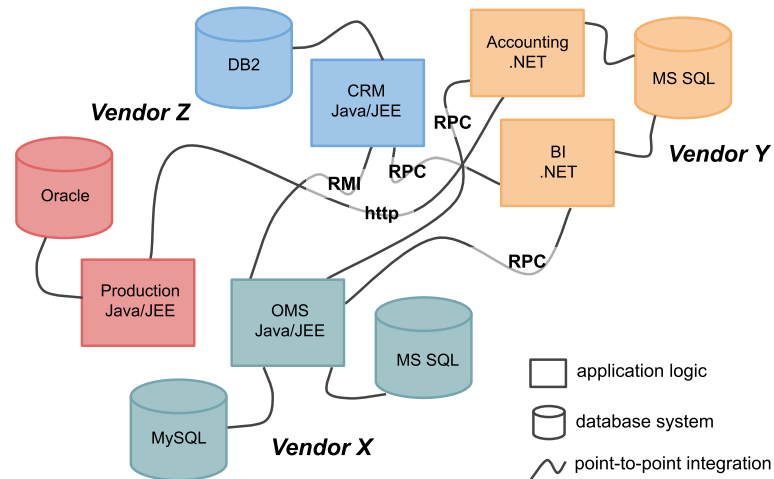 DB2
CRM
Java/JEE
Accounting
.NET
MS SQL
Vendor Z
RPC
BI
.NET
Vendor Y
RMI
RPC
Oracle
http
RPC
Production
Java/JEE
OMS
Java/JEE
MS SQL
application logic
MySQL
database system
Vendor X
point-to-point integration